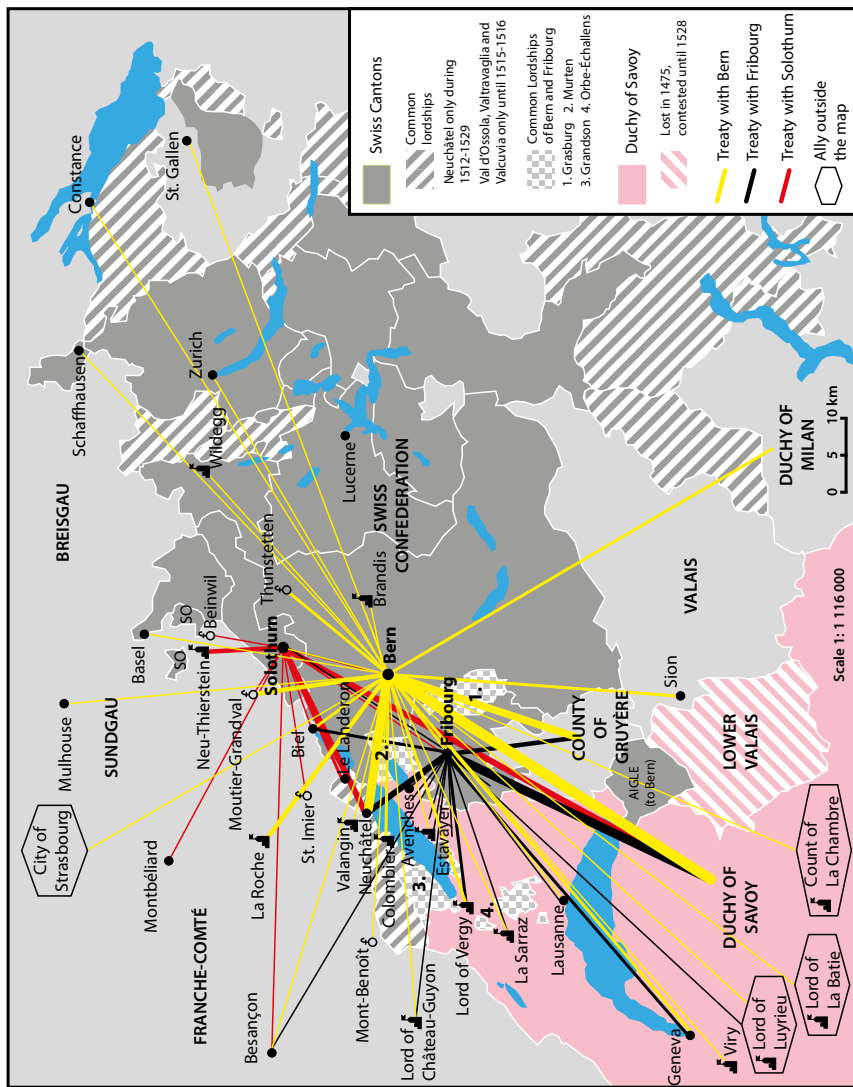 Swiss Cantons
Common
lordships
Neuchâtel only during
1512-1529
Val d'Ossola, Valtravaglia and
Valcuvia only until 1515-1516
Common Lordships
of Bern and Fribourg
1. Grasburg 2. Murten
3. Grandson 4. Orbe-Échallens
Duchy of Savoy
Lost in 1475,
contested until 1528
Treaty with Bern
Treaty with Fribourg
Treaty with Solothurn
Ally outside
the map
Constance
St. Gallen
Schaffhausen
Zurich
Wildegg
Lucerne
BREISGAU
SWISS
CONFEDERATION
DUCHY OF
MILAN
0 5 10 km
Thunstetten
Brandis
Basel
SO
Beinwil
SO
Neu-Thierstein
Solothurn
Mulhouse
SUNDGAU
Moutier-Grandval
Bern
VALAIS
Scale 1: 1 116 000
Sion
Biel
Le Landeron
2.
Fribourg
1.
COUNTY
OF
GRUYÈRE
LOWER
VALAIS
AIGLE
(to Bern)
City of
Strasbourg
Montbéliard
La Roche
St. Imier
Valangin
Neuchâtel
Colombier
Avenches
Estavayer
3.
FRANCHE-COMTÉ
Besançon
Mont-Benoît
Lord of
Château-Guyon
Lord of Vergy
4.
La Sarraz
Lausanne
DUCHY OF
SAVOY
Geneva
Viry
Count of
La Chambre
Lord of
La Batie
Lord of
Luyrieu